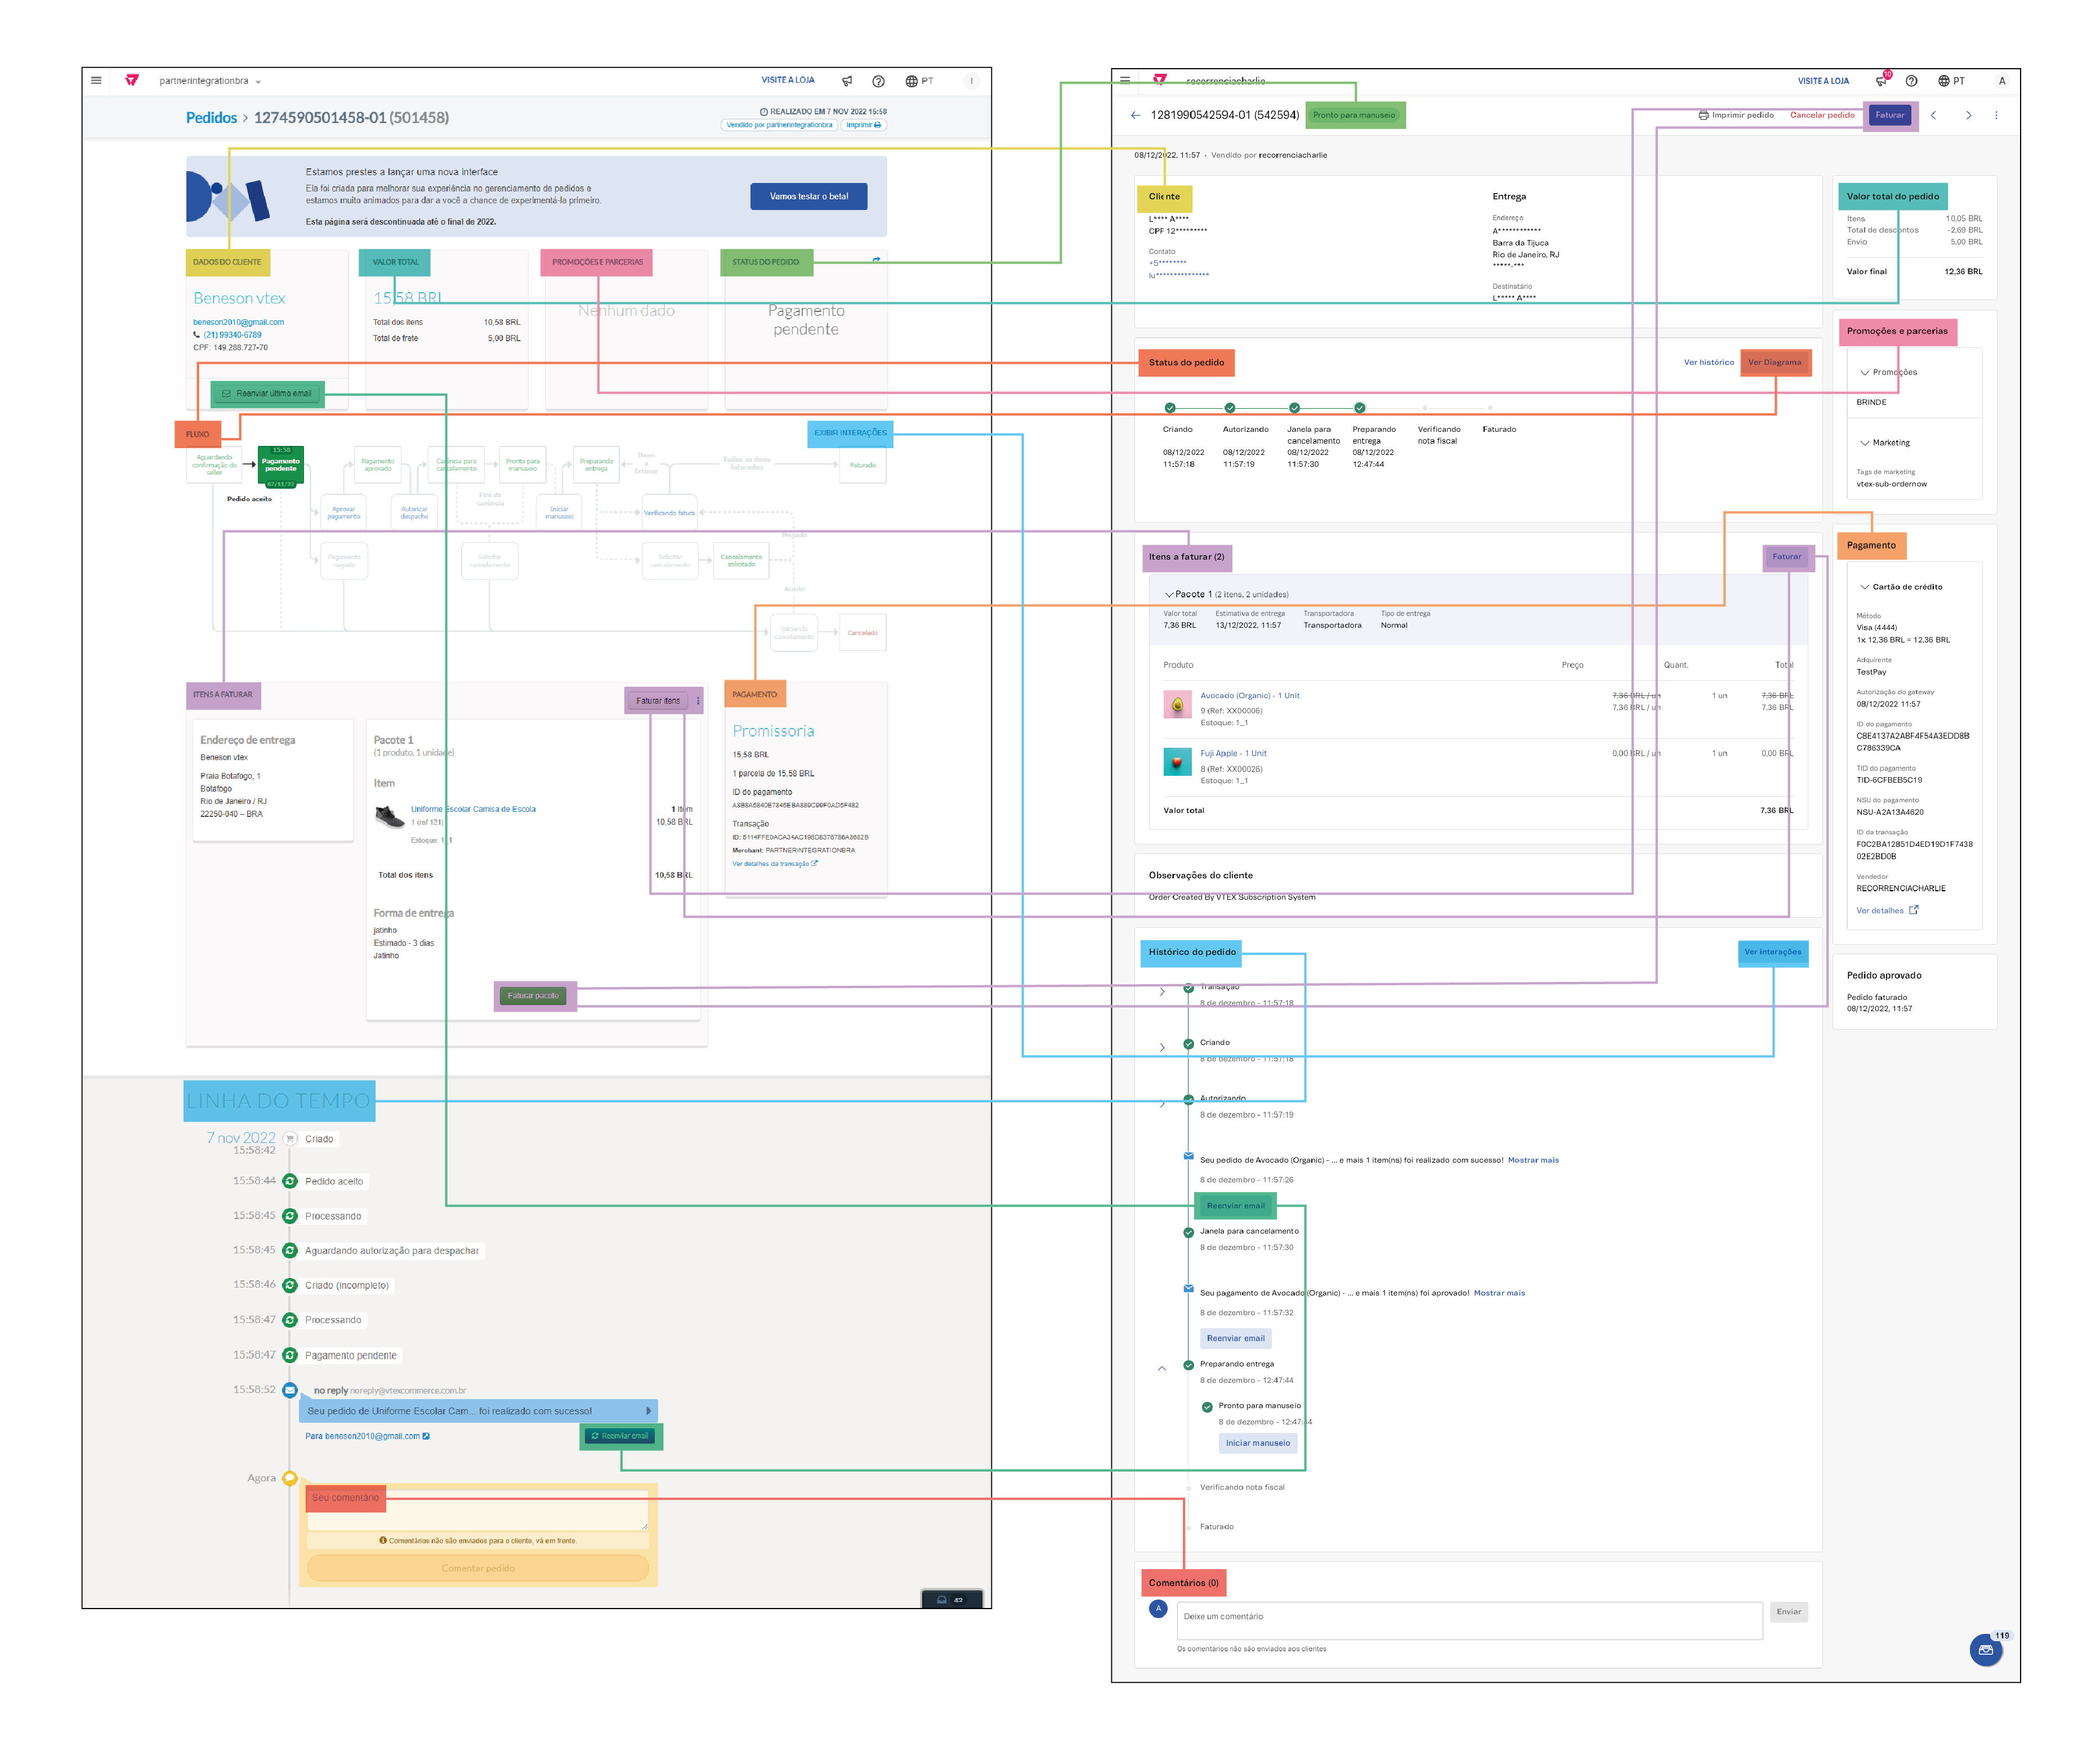 partnerintegrationbra
VISITE A LOJA
PT
I
Pedidos > 1274590501458-01 (501458)
REALIZADO EM 7 NOV 2022 15:58
Vendido por partnerintegrationbra
Imprimir
Estamos prestes a lançar uma nova interface
Ela foi criada para melhorar sua experiência no gerenciamento de pedidos e
estamos muito animados para dar a você a chance de experimentá-la primeiro.
Esta página será descontinuada até o final de 2022.
Vamos testar o beta!
DADOS DO CLIENTE
Beneson vtex
beneson2010@gmail.com
(21) 99340-6789
CPF: 149.288.727-70
Reenviar último email
VALOR TOTAL
15,58 BRL
Total dos itens 10,58 BRL
Total de frete 5,00 BRL
PROMOÇÕES E PARCERIAS
Nenhum dado
STATUS DO PEDIDO
Pagamento
pendente
FLUXO
EXIBIR INTERAÇÕES
Aguardando
confirmação do
seller
15:58
Pagamento
pendente
07/11/22
Pedido aceito
Pagamento
aprovado
Carência para
cancelamento
Pronto para
manuseio
Preparando
entrega
Todos os itens
faturados
Faturado
Fim da
carência
Aprovar
pagamento
Autorizar
despacho
Iniciar
manuseio
Verificando fatura
Negado
Pagamento
negado
Solicitar
cancelamento
Solicitar
cancelamento
Cancelamento
solicitado
Aceito
Iniciando
cancelamento
Cancelado
ITENS A FATURAR
Faturar itens
Endereço de entrega
Beneson vtex
Praia Botafogo, 1
Botafogo
Rio de Janeiro / RJ
22250-040 – BRA
Pacote 1
(1 produto, 1 unidade)
Item
Uniforme Escolar Camisa de Escola 1 item
1 (ref 121) 10,58 BRL
Estoque: 1_1
Total dos itens 10,58 BRL
Forma de entrega
jatinho
Estimado - 3 dias
Jatinho
Faturar pacote
PAGAMENTO
Promissoria
15,58 BRL
1 parcela de 15,58 BRL
ID do pagamento
Transação
Merchant: PARTNERINTEGRATIONBRA
Ver detalhes da transação
LINHA DO TEMPO
7 nov 2022
15:58:42 Criado
15:58:44 Pedido aceito
15:58:45 Processando
15:58:45 Aguardando autorização para despachar
15:58:46 Criado (Incompleto)
15:58:47 Processando
15:58:47 Pagamento pendente
15:58:52 no reply noreply@vtexcommerce.com.br
Seu pedido de Uniforme Escolar Cam... foi realizado com sucesso!
Para beneson2010@gmail.com
Reenviar email
Agora
Seu comentário
Comentários não são enviados para o cliente, vá em frente.
Comentar pedido
42
recorrenciacharlie
VISITE A LOJA
10
PT
A
1281990542594-01 (542594)
Pronto para manuseio
Imprimir pedido
Cancelar pedido
Faturar
08/12/2022, 11:57 • Vendido por recorrenciacharlie
Cliente
L**** A****
CPF 12*********
Contato
+5********
lu***************
Entrega
Endereço
A************
Barra da Tijuca
Rio de Janeiro, RJ
*****-***
Destinatário
L***** A****
Valor total do pedido
Itens 10,05 BRL
Total de descontos -2,69 BRL
Envio 5,00 BRL
Valor final 12,36 BRL
Status do pedido
Ver histórico
Ver Diagrama
Criando
08/12/2022
11:57:18
Autorizando
08/12/2022
11:57:19
Janela para
cancelamento
08/12/2022
11:57:30
Preparando
entrega
08/12/2022
12:47:44
Verificando
nota fiscal
Faturado
Promoções e parcerias
Promoções
BRINDE
Marketing
Tags de marketing
vtex-sub-ordernow
Itens a faturar (2)
Faturar
Pacote 1 (2 itens, 2 unidades)
Valor total Estimativa de entrega Transportadora Tipo de entrega
7,36 BRL 13/12/2022, 11:57 Transportadora Normal
Produto Preço Quant. Total
Avocado (Organic) - 1 Unit 7,36 BRL / un 1 un 7,36 BRL
9 (Ref: XX00006) 7,36 BRL / un 7,36 BRL
Estoque: 1_1
Fuji Apple - 1 Unit 0,00 BRL / un 1 un 0,00 BRL
8 (Ref: XX00026)
Estoque: 1_1
Valor total 7,36 BRL
Pagamento
Cartão de crédito
Método
Visa (4444)
1x 12,36 BRL = 12,36 BRL
Adquirente
TestPay
Autorização do gateway
08/12/2022 11:57
ID do pagamento
C8E4137A2ABF4F54A3EDD8B
C786339CA
TID do pagamento
TID-6CFBEB5C19
NSU do pagamento
NSU-A2A13A4620
ID da transação
F0C2BA12851D4ED19D1F7438
02E2BD0B
Vendedor
RECORRENCIACHARLIE
Ver detalhes
Observações do cliente
Order Created By VTEX Subscription System
Histórico do pedido
Ver interações
Transação
8 de dezembro - 11:57:18
Criando
8 de dezembro - 11:57:18
Autorizando
8 de dezembro - 11:57:19
Seu pedido de Avocado (Organic) - ... e mais 1 item(ns) foi realizado com sucesso! Mostrar mais
8 de dezembro - 11:57:26
Reenviar email
Janela para cancelamento
8 de dezembro - 11:57:30
Seu pagamento de Avocado (Organic) - ... e mais 1 item(ns) foi aprovado! Mostrar mais
8 de dezembro - 11:57:32
Reenviar email
Preparando entrega
8 de dezembro - 12:47:44
Pronto para manuseio
8 de dezembro - 12:47:44
Iniciar manuseio
Verificando nota fiscal
Faturado
Pedido aprovado
Pedido faturado
08/12/2022, 11:57
Comentários (0)
A
Deixe um comentário
Enviar
Os comentários não são enviados aos clientes
119